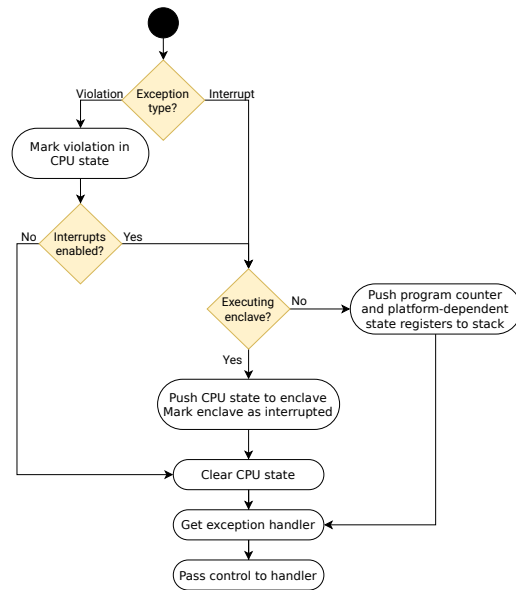 Violation
Exception
type?
Interrupt
Mark violation in
CPU state
No
Interrupts
enabled?
Yes
Executing
enclave?
No
Push program counter
and platform-dependent
state registers to stack
Yes
Push CPU state to enclave
Mark enclave as interrupted
Clear CPU state
Get exception handler
Pass control to handler